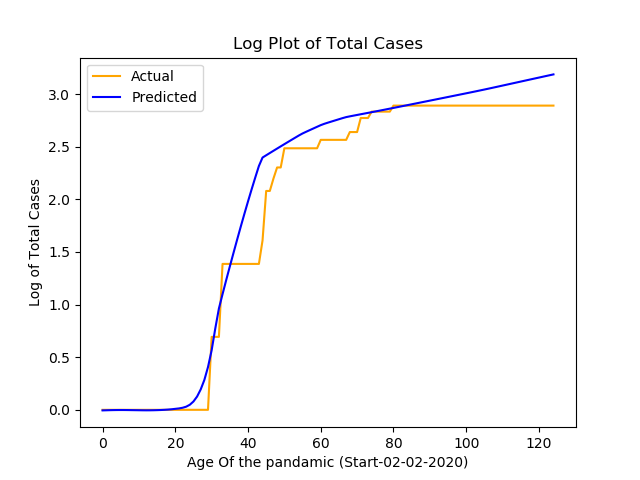 Log Plot of Total Cases
Actual
Predicted
3.0
2.5
2.0
1.5
1.0
0.5
0.0
Log of Total Cases
0 20 40 60 80 100 120
Age Of the pandamic (Start-02-02-2020)